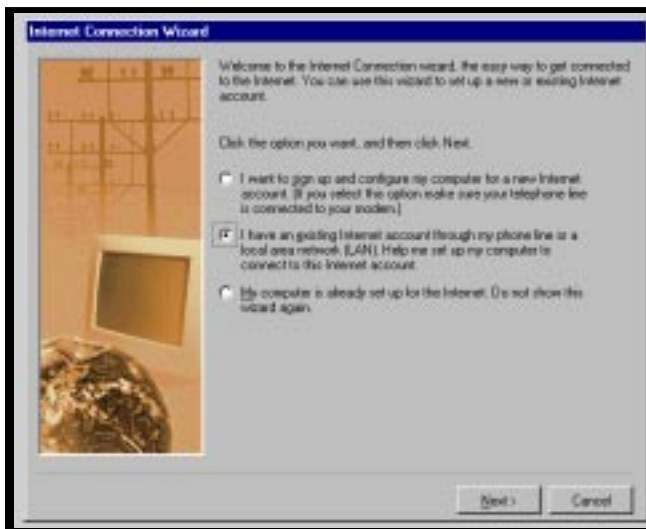 Internet Connection Wizard
Welcome to the Internet Connection wizard, the easy way to get connected
to the Internet. You can use this wizard to set up a new or existing Internet
account.
Click the option you want, and then click Next.
I want to sign up and configure my computer for a new Internet
account. (If you select this option make sure your telephone line
is connected to your modem.)
I have an existing Internet account through my phone line or a
local area network (LAN). Help me set up my computer to
connect to this Internet account.
My computer is already set up for the Internet. Do not show this
wizard again.
Next >
Cancel